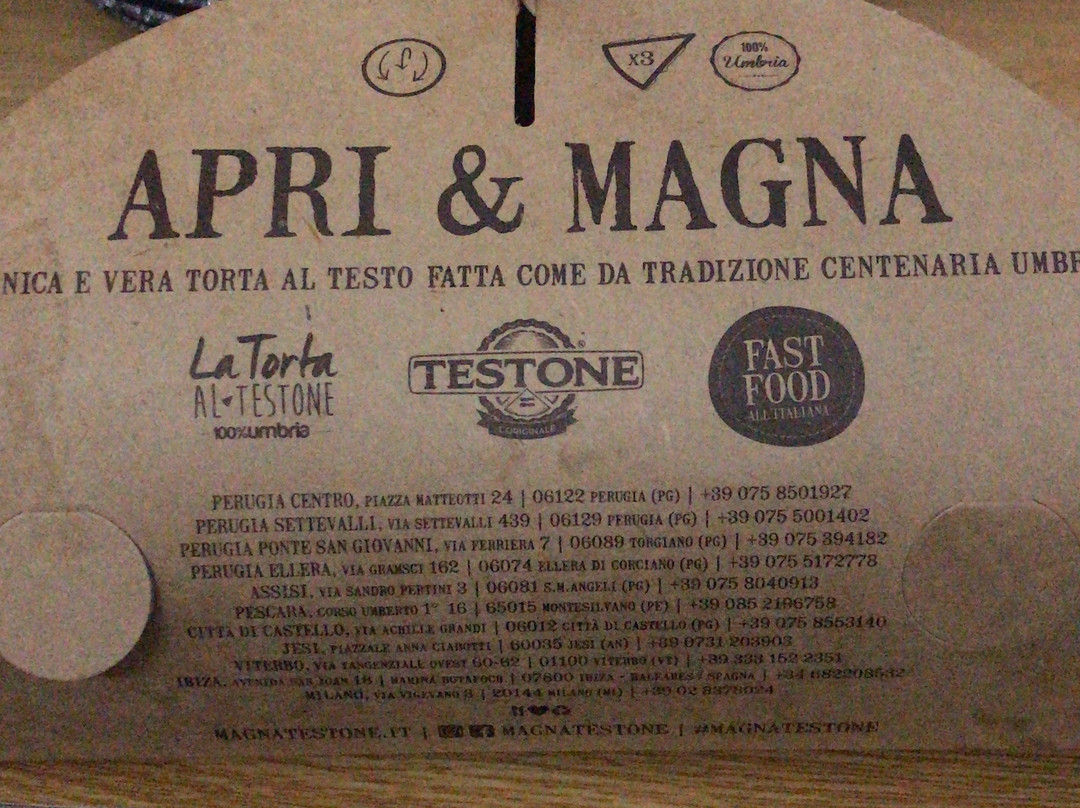 x3
100%
Umbria
APRI & MAGNA
NICA E VERA TORTA AL TESTO FATTA COME DA TRADIZIONE CENTENARIA UMBR
La Torta
AL TESTONE
100%umbria
TESTONE
L'ORIGINALE
FAST
FOOD
ALL'ITALIANA
PERUGIA CENTRO, PIAZZA MATTEOTTI 24 | 06122 PERUGIA (PG) | +39 075 8501927
PERUGIA SETTEVALLI, VIA SETTEVALLI 439 | 06129 PERUGIA (PG) | +39 075 5001402
PERUGIA PONTE SAN GIOVANNI, VIA FERRIERA 7 | 06089 TORGIANO (PG) | +39 075 394182
PERUGIA ELLERA, VIA GRAMSCI 162 | 06074 ELLERA DI CORCIANO (PG) | +39 075 5172778
ASSISI, VIA SANDRO PERTINI 3 | 06081 S.M.ANGELI (PG) | +39 075 8040913
PESCARA, CORSO UMBERTO 1° 16 | 65015 MONTESILVANO (PE) | +39 085 2196758
CITTÀ DI CASTELLO, VIA ACHILLE GRANDI | 06012 CITTÀ DI CASTELLO (PG) | +39 075 8553140
JESI, PIAZZALE ANNA CIABOTTI | 60035 JESI (AN) | +39 0731 203903
VITERBO, VIA TANGENZIALE OVEST 60-62 | 01100 VITERBO (VT) | +39 333 152 2351
IBIZA, AVENIDA SAN JOAN 18 | MARINA BOTAFOCH | 07800 IBIZA - BALEARES / SPAGNA | +34
MILANO, VIA VIGEVANO 8 | 20144 MILANO (MI) | +39 02 8378024
MAGNATESTONE.IT | MAGNATESTONE | #MAGNATESTONE